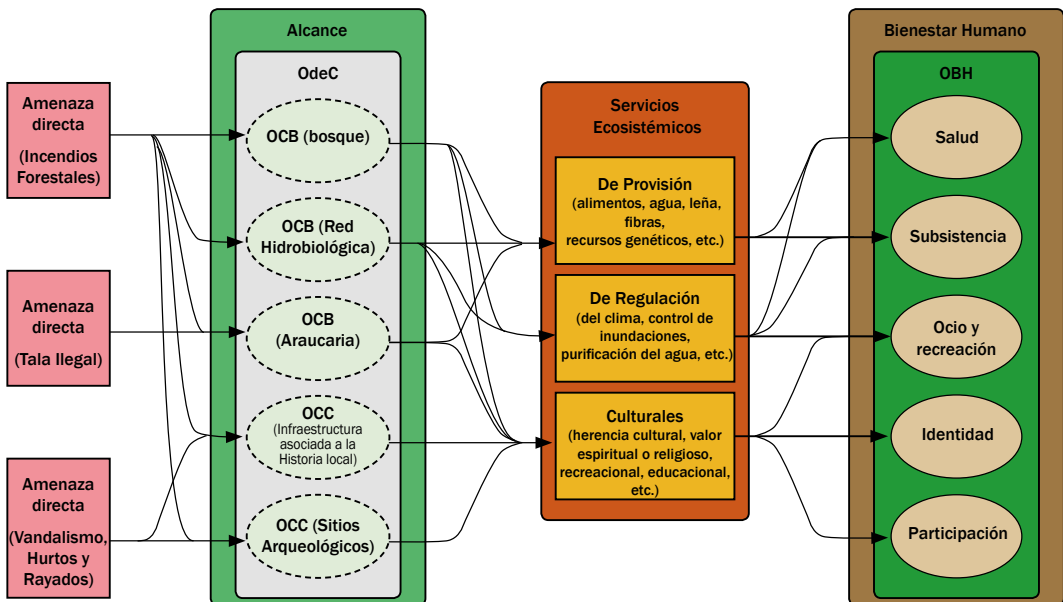 Amenaza
directa
(Incendios
Forestales)
Amenaza
directa
(Tala Ilegal)
Amenaza
directa
(Vandalismo,
Hurtos y
Rayados)
Alcance
OdeC
OCB (bosque)
OCB (Red
Hidrobiológica)
OCB
(Araucaria)
OCC
(Infraestructura
asociada a la
Historia local)
OCC (Sitios
Arqueológicos)
Servicios
Ecosistémicos
De Provisión
(alimentos, agua, leña,
fibras,
recursos genéticos, etc.)
De Regulación
(del clima, control de
inundaciones,
purificación del agua, etc.)
Culturales
(herencia cultural, valor
espiritual o religioso,
recreacional, educacional,
etc.)
Bienestar Humano
OBH
Salud
Subsistencia
Ocio y
recreación
Identidad
Participación